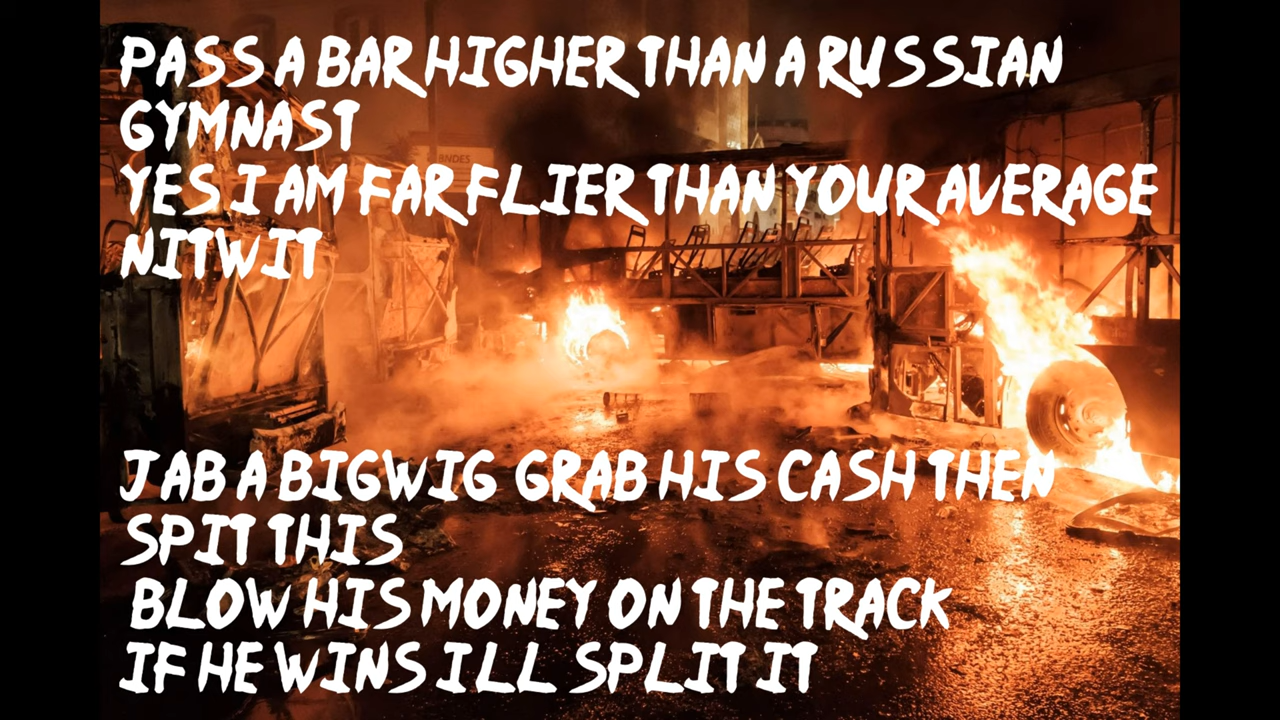 PASS A BAR HIGHER THAN A RUSSIAN
GYMNAST
YES I AM FAR FLIER THAN YOUR AVERAGE
NITWIT
BNDES
JAB A BIGWIG GRAB HIS CASH THEN
SPIT THIS
BLOW HIS MONEY ON THE TRACK
IF HE WINS ILL SPLIT IT